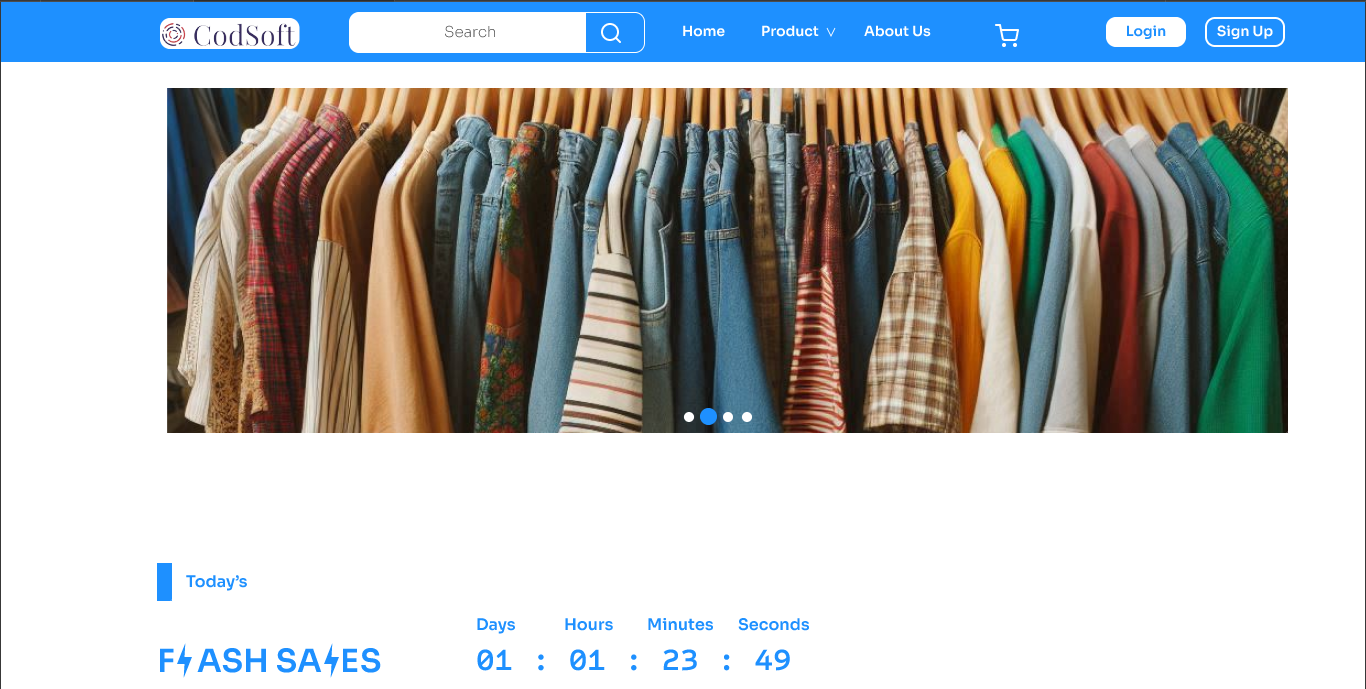 CodSoft
Search
Home
Product
About Us
Login
Sign Up
Today's
FLASH SALES
Days Hours Minutes Seconds
01 : 01 : 23 : 49